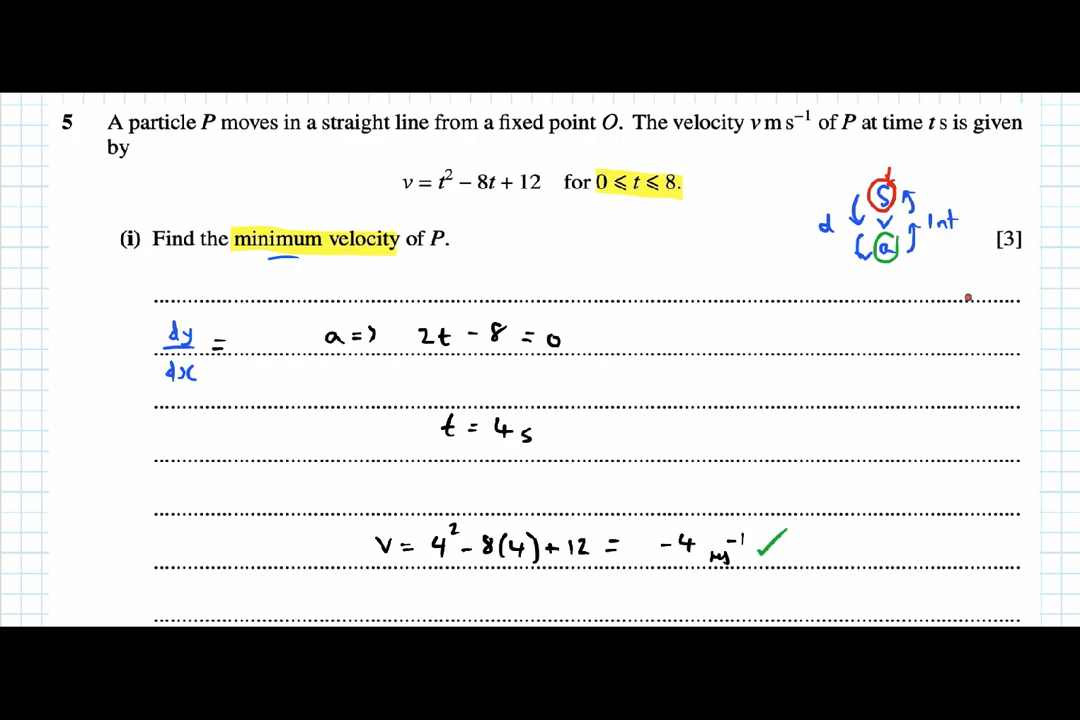 5 A particle P moves in a straight line from a fixed point O. The velocity v m s⁻¹ of P at time t s is given
by
v = t² − 8t + 12 for 0 ⩽ t ⩽ 8.
S
d v Int
a
(i) Find the minimum velocity of P. [3]
dy/dx = a => 2t - 8 = 0
t = 4 s
v = 4² - 8(4) + 12 = -4 ms⁻¹ ✓